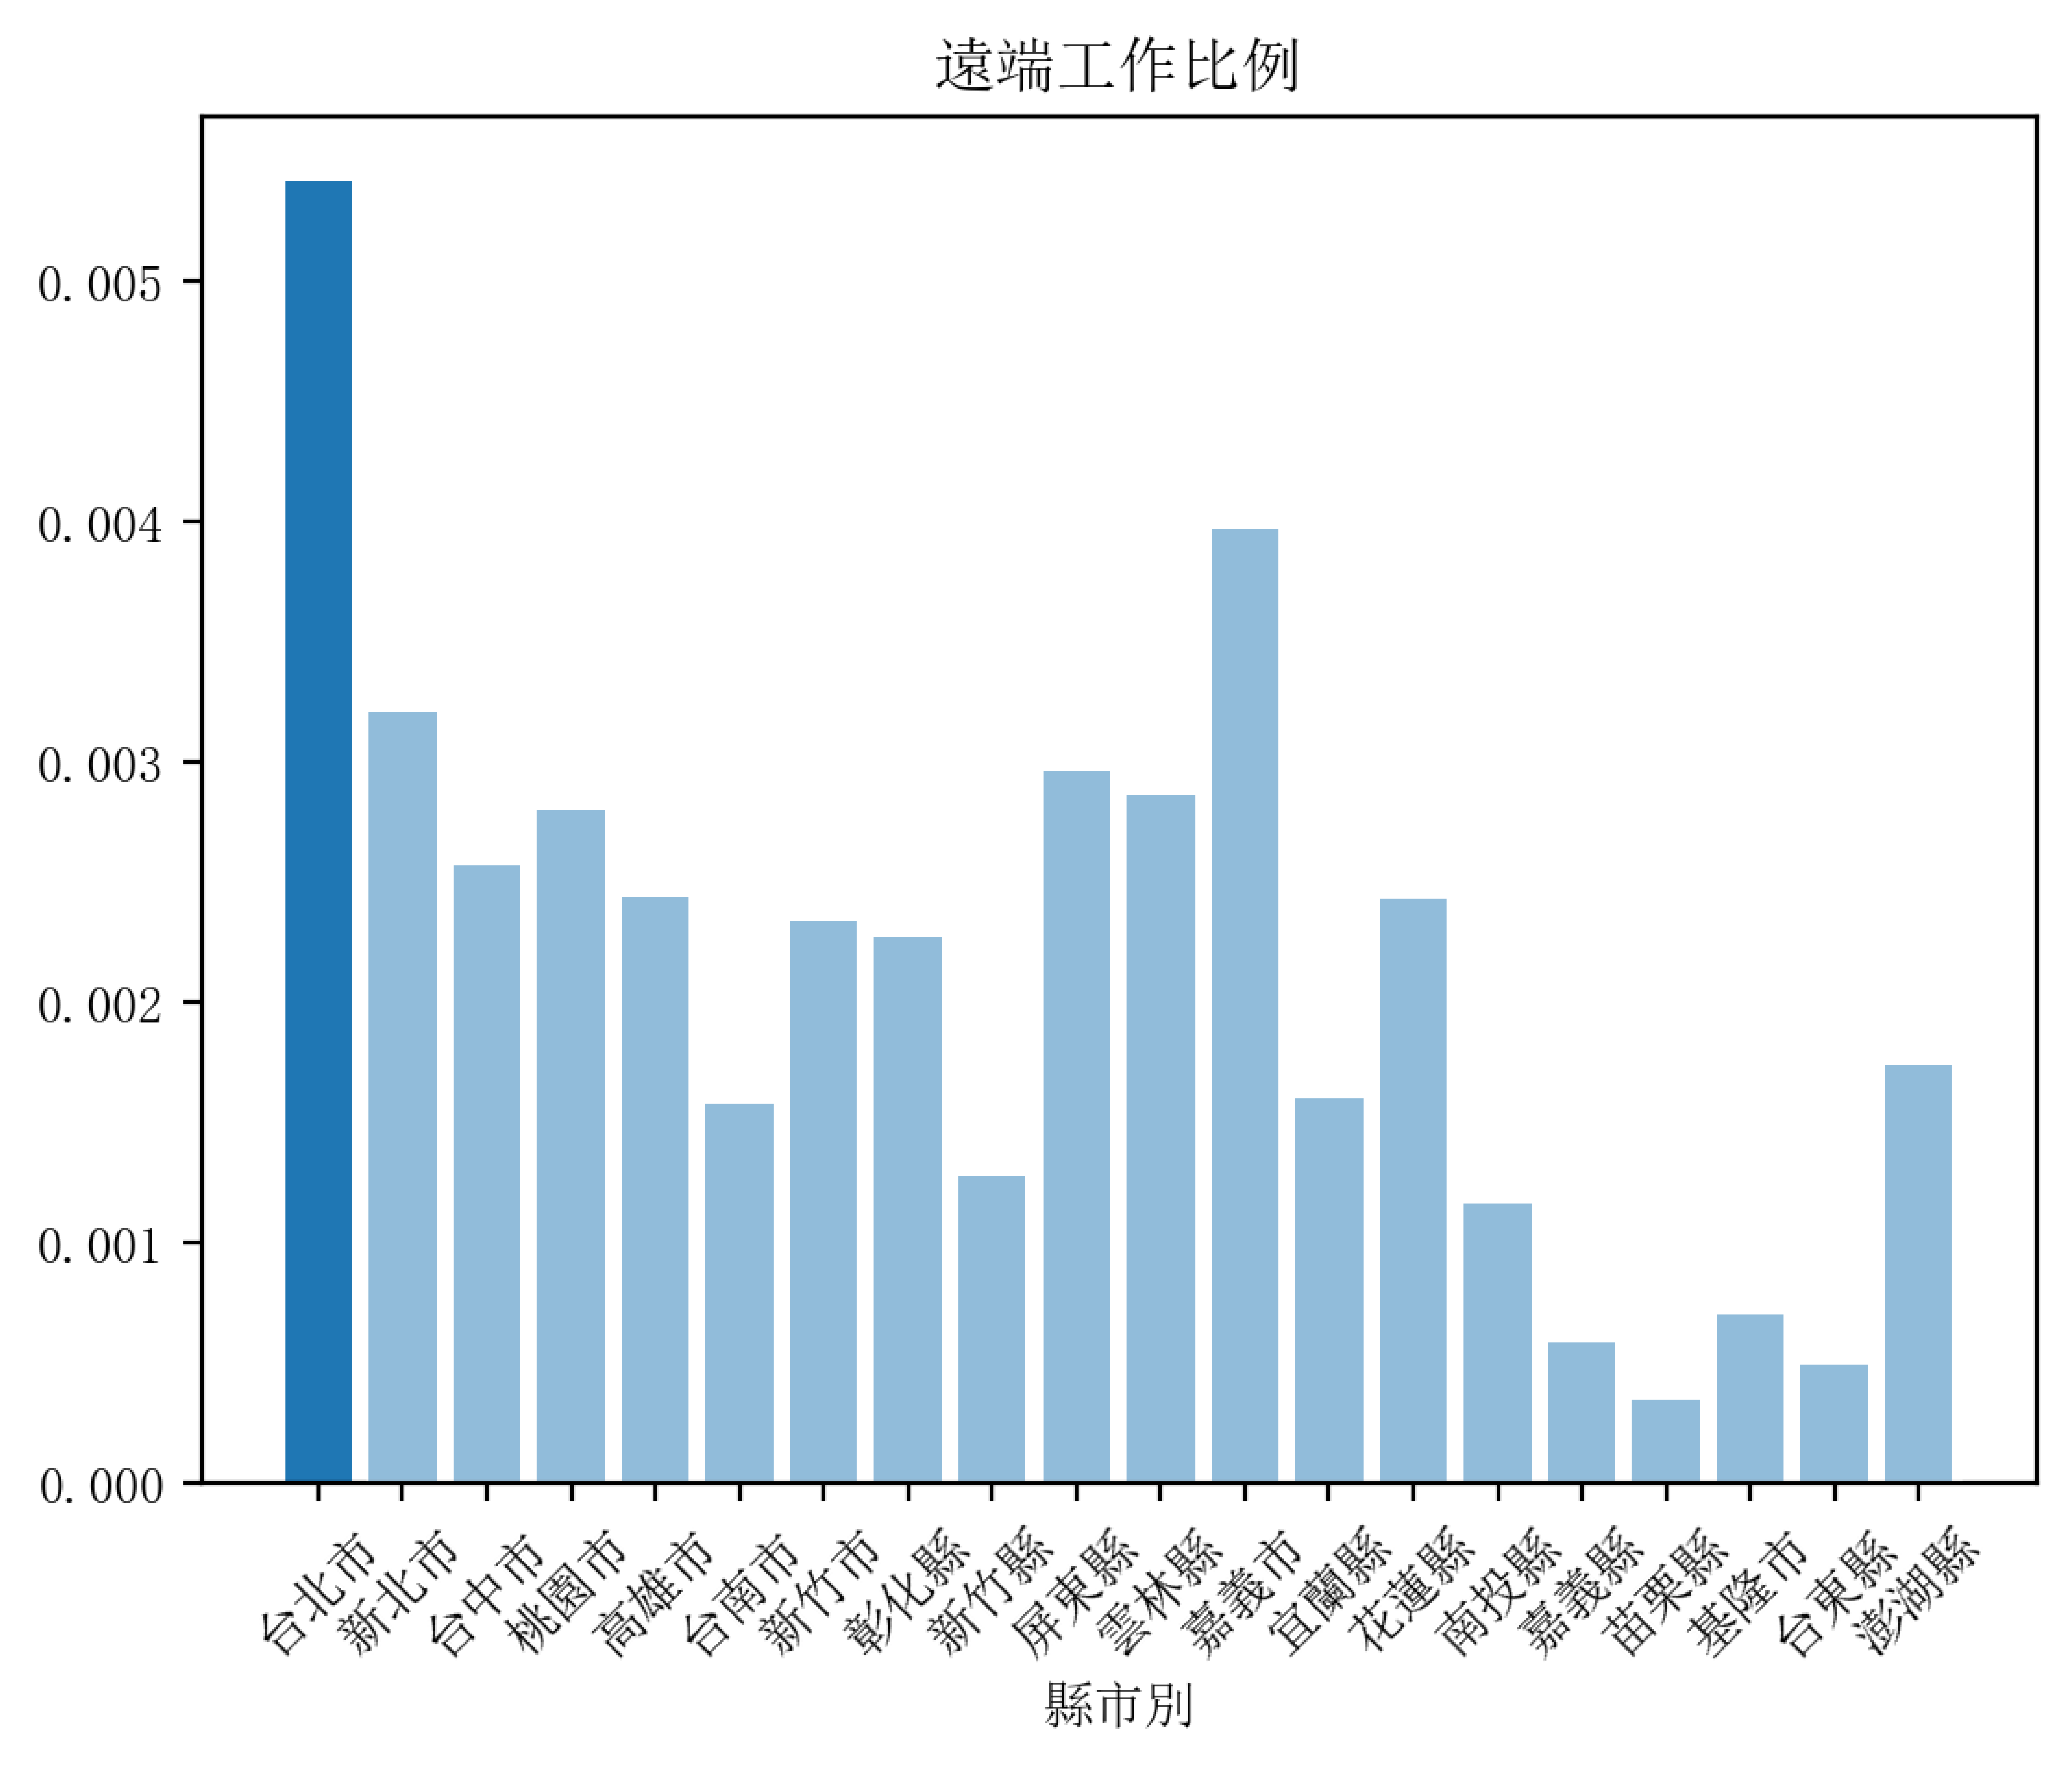 遠端工作比例
0.005
0.004
0.003
0.002
0.001
0.000
台北市
新北市
台中市
桃園市
高雄市
台南市
新竹市
彰化縣
新竹縣
屏東縣
雲林縣
嘉義市
宜蘭縣
花蓮縣
南投縣
嘉義縣
苗栗縣
基隆市
台東縣
澎湖縣
縣市別